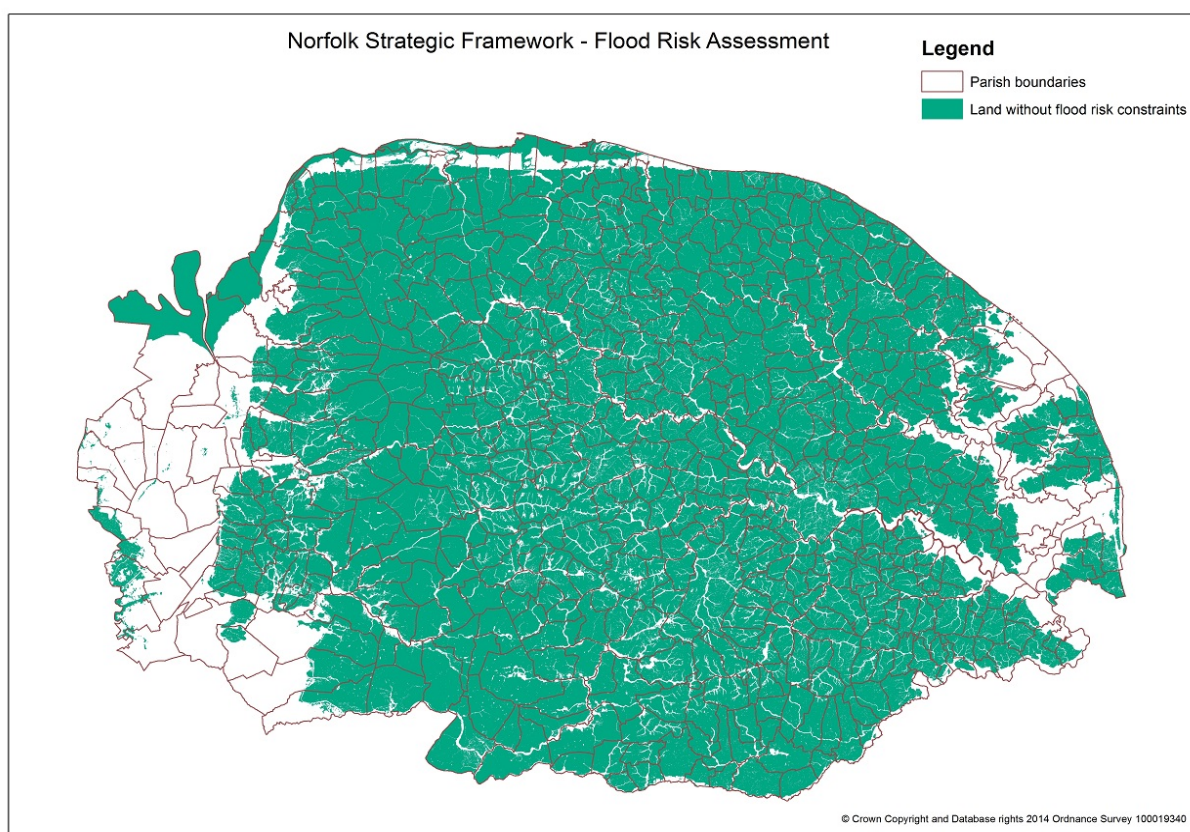 Norfolk Strategic Framework - Flood Risk Assessment
Legend
Parish boundaries
Land without flood risk constraints
© Crown Copyright and Database rights 2014 Ordnance Survey 100019340